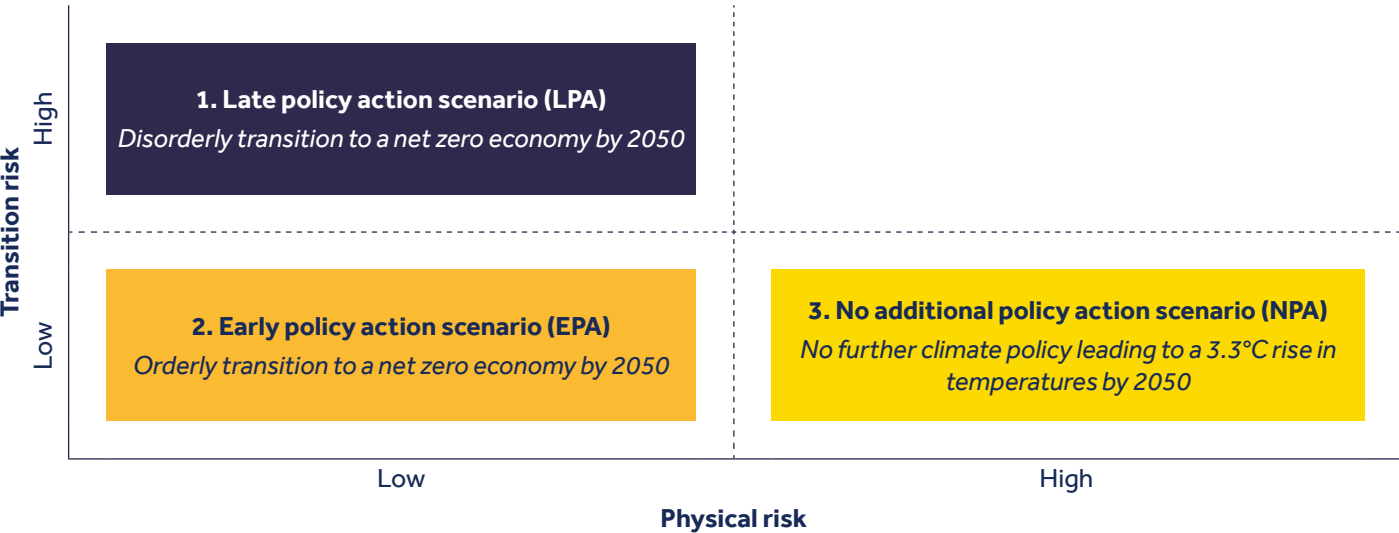 Transition risk
High
Low
1. Late policy action scenario (LPA)
Disorderly transition to a net zero economy by 2050
2. Early policy action scenario (EPA)
Orderly transition to a net zero economy by 2050
3. No additional policy action scenario (NPA)
No further climate policy leading to a 3.3°C rise in
temperatures by 2050
Low
High
Physical risk